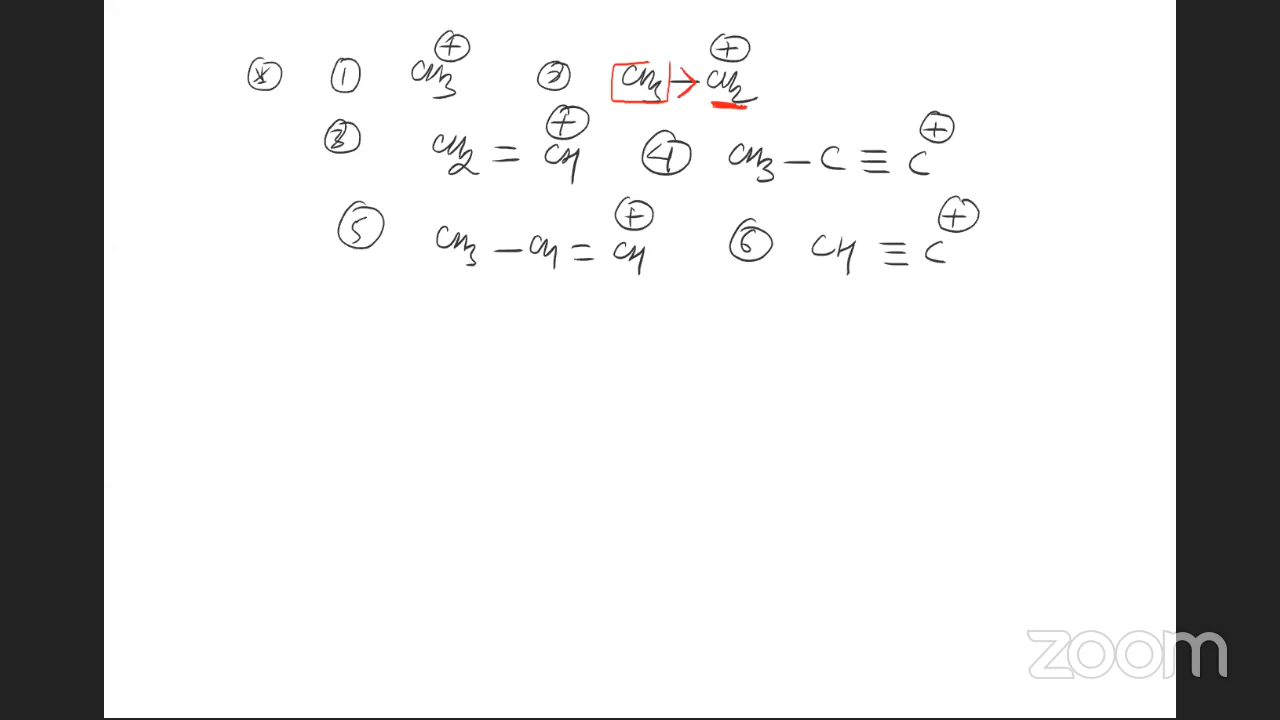 * ① CH3⊕ ② CH3→CH2⊕
③ CH2 = CH⊕ ④ CH3 – C ≡ C⊕
⑤ CH3 – CH = CH⊕ ⑥ CH ≡ C⊕
zoom